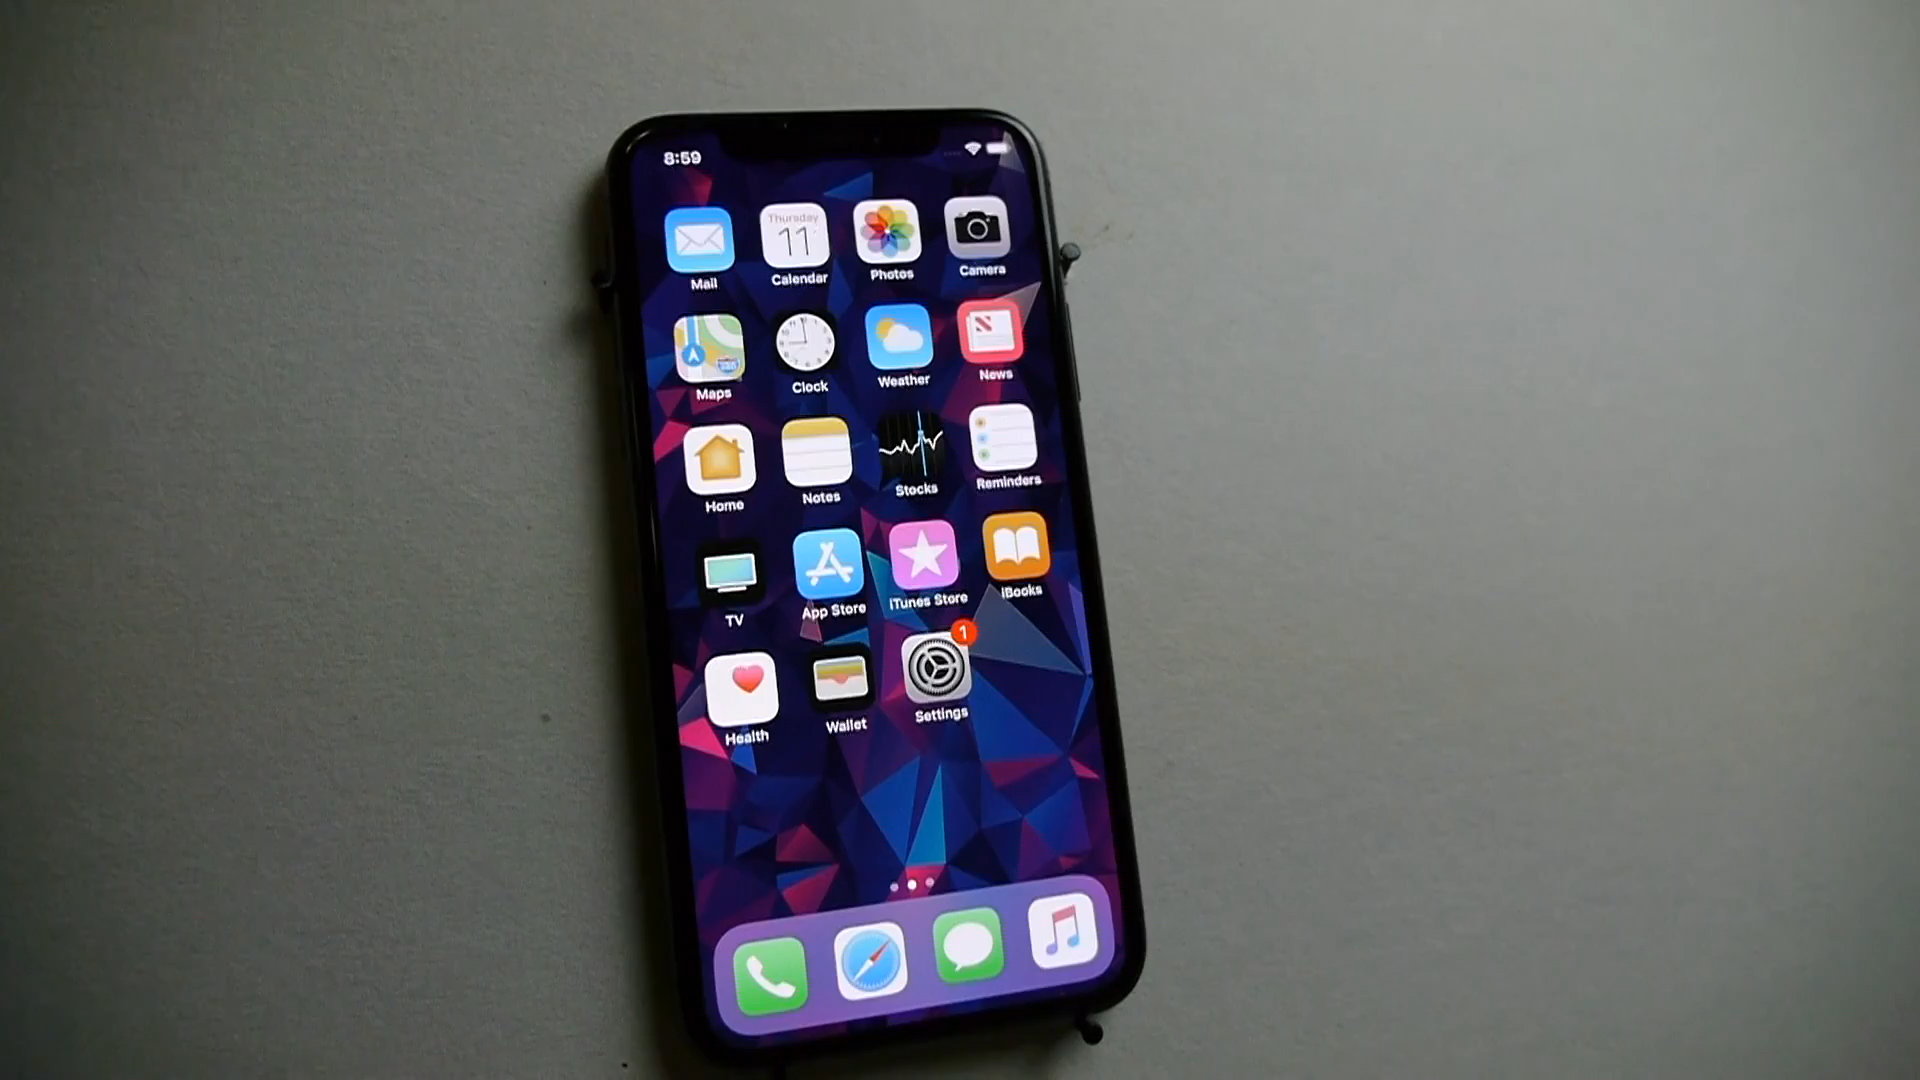 8:59
Thursday
11
Mail
Calendar
Photos
Camera
Maps
Clock
Weather
News
Home
Notes
Stocks
Reminders
TV
App Store
iTunes Store
iBooks
1
Health
Wallet
Settings